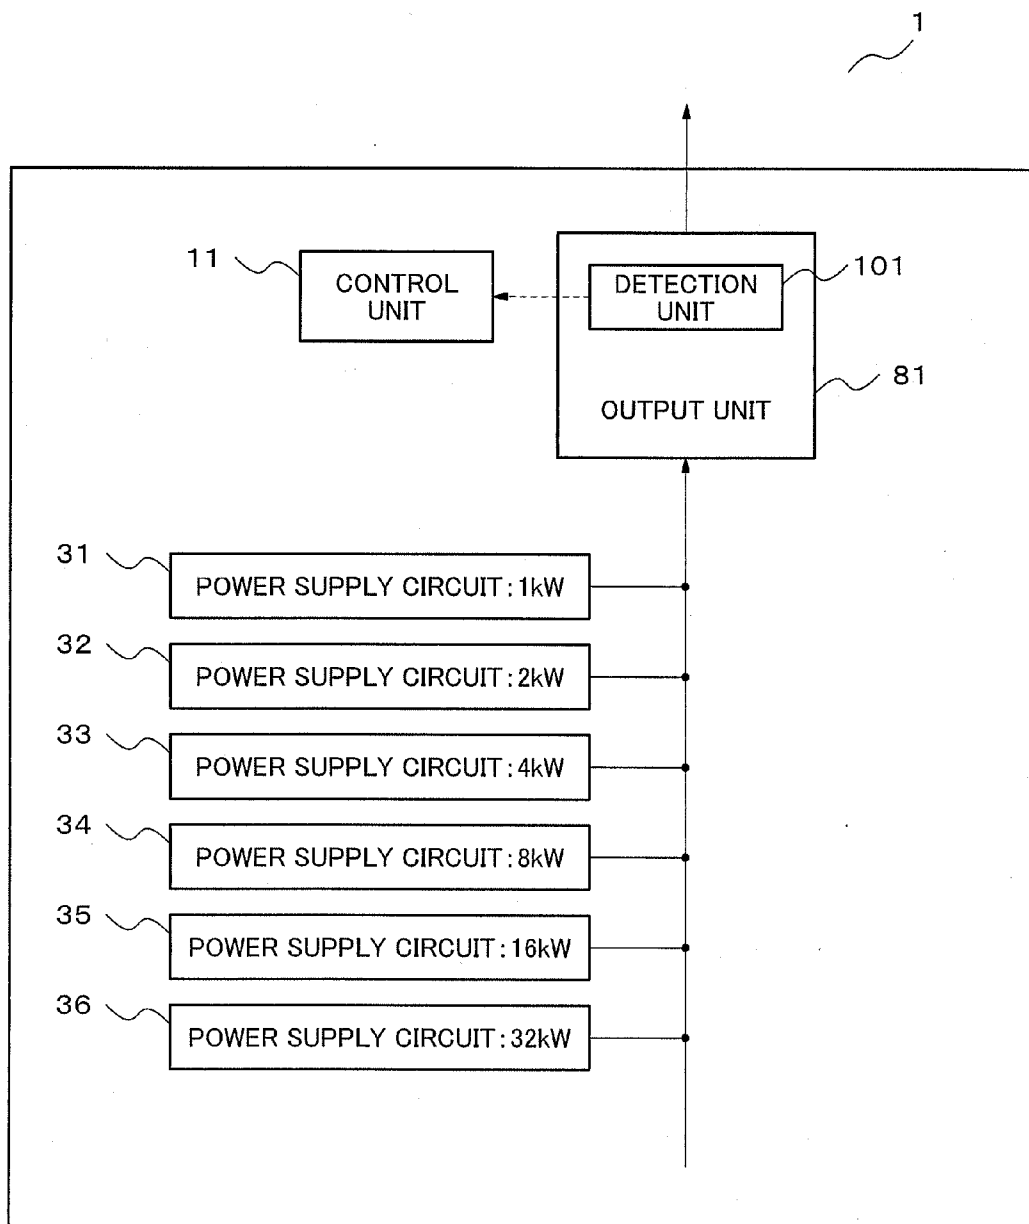 1
11
CONTROL
UNIT
DETECTION
UNIT
101
OUTPUT UNIT
81
31
POWER SUPPLY CIRCUIT:1kW
32
POWER SUPPLY CIRCUIT:2kW
33
POWER SUPPLY CIRCUIT:4kW
34
POWER SUPPLY CIRCUIT:8kW
35
POWER SUPPLY CIRCUIT:16kW
36
POWER SUPPLY CIRCUIT:32kW